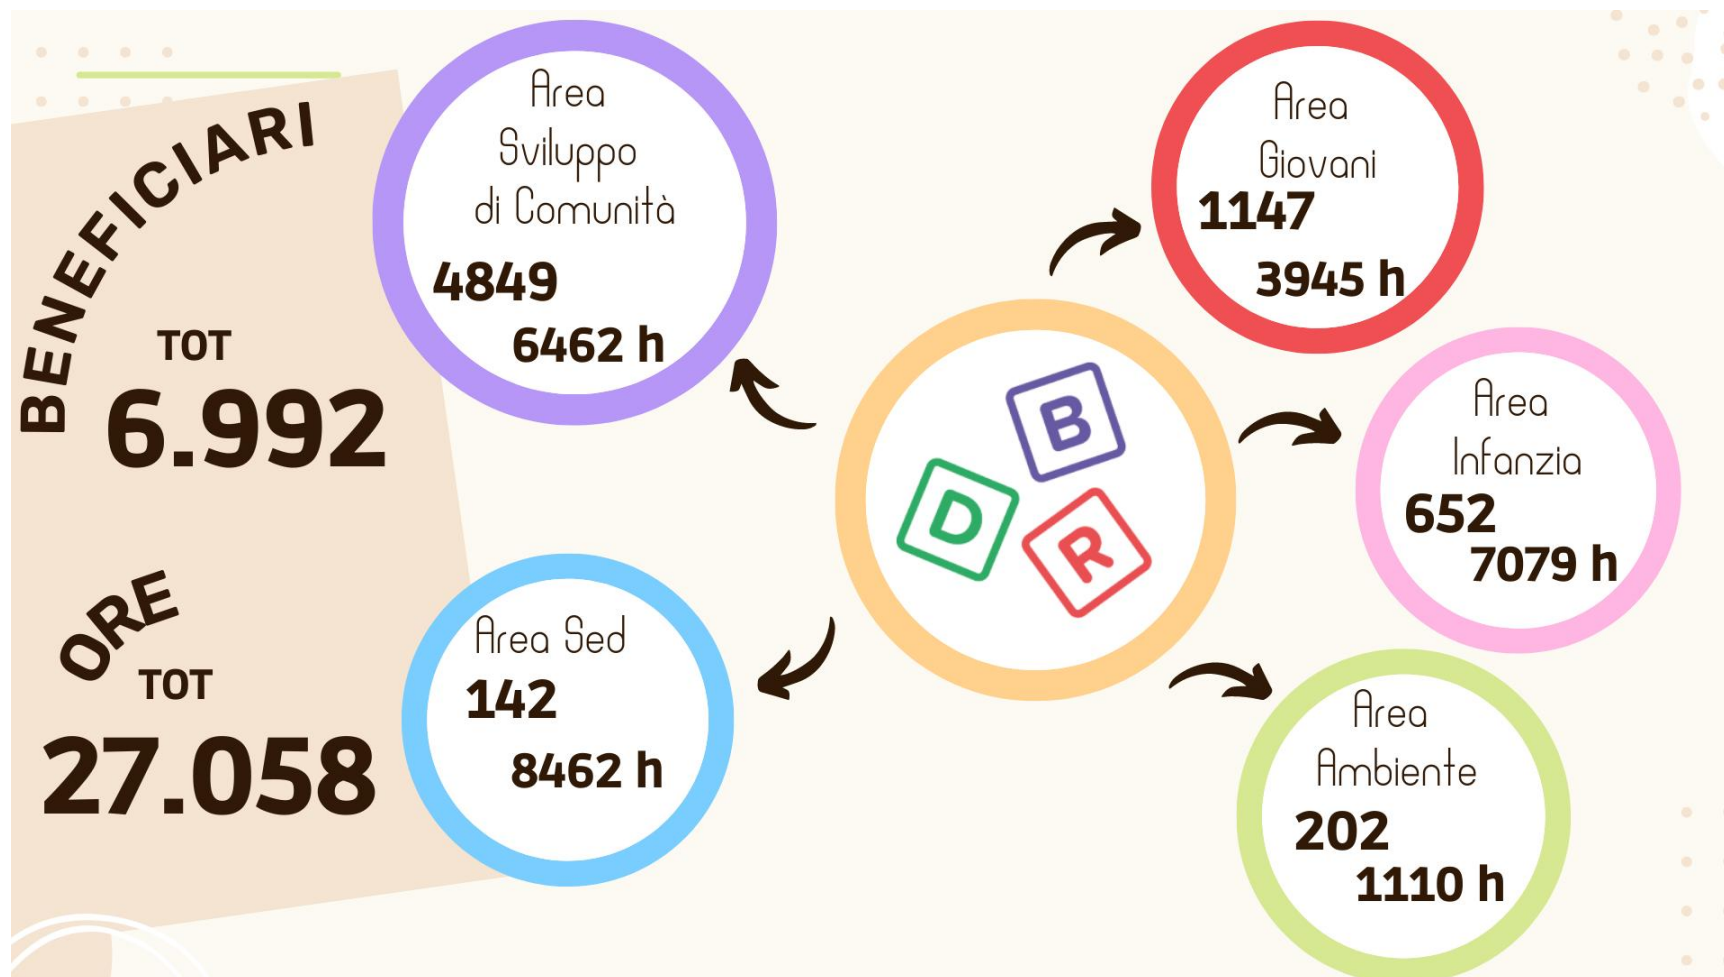 BENEFICIARI
TOT
6.992
ORE
TOT
27.058
Area
Sviluppo
di Comunità
4849
6462 h
Area Sed
142
8462 h
B
D
R
Area
Giovani
1147
3945 h
Area
Infanzia
652
7079 h
Area
Ambiente
202
1110 h